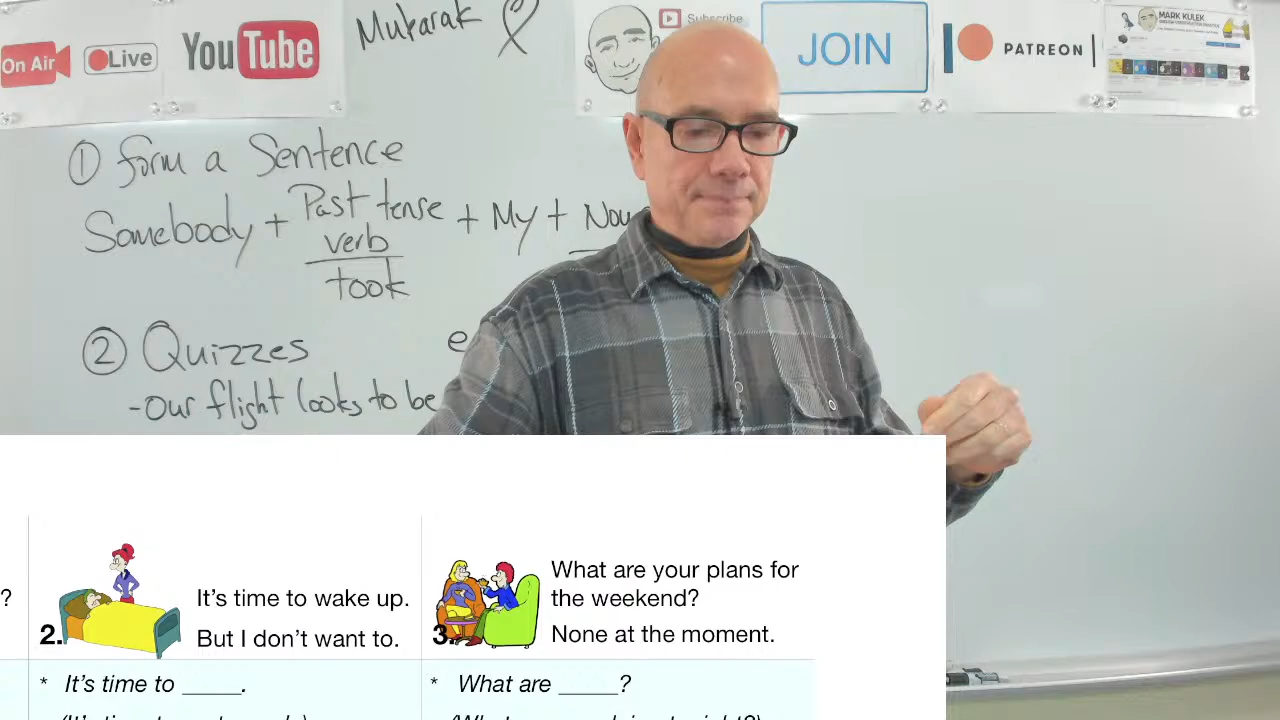 On Air
Live
YouTube
Mubarak
Subscribe
JOIN
PATREON
MARK KULEK
① form a Sentence
Somebody + Past tense verb + My + Nou
took
② Quizzes
e
-Our flight looks to be
?
2.
It's time to wake up.
But I don't want to.
3.
What are your plans for
the weekend?
None at the moment.
* It's time to ____.
* What are ____?